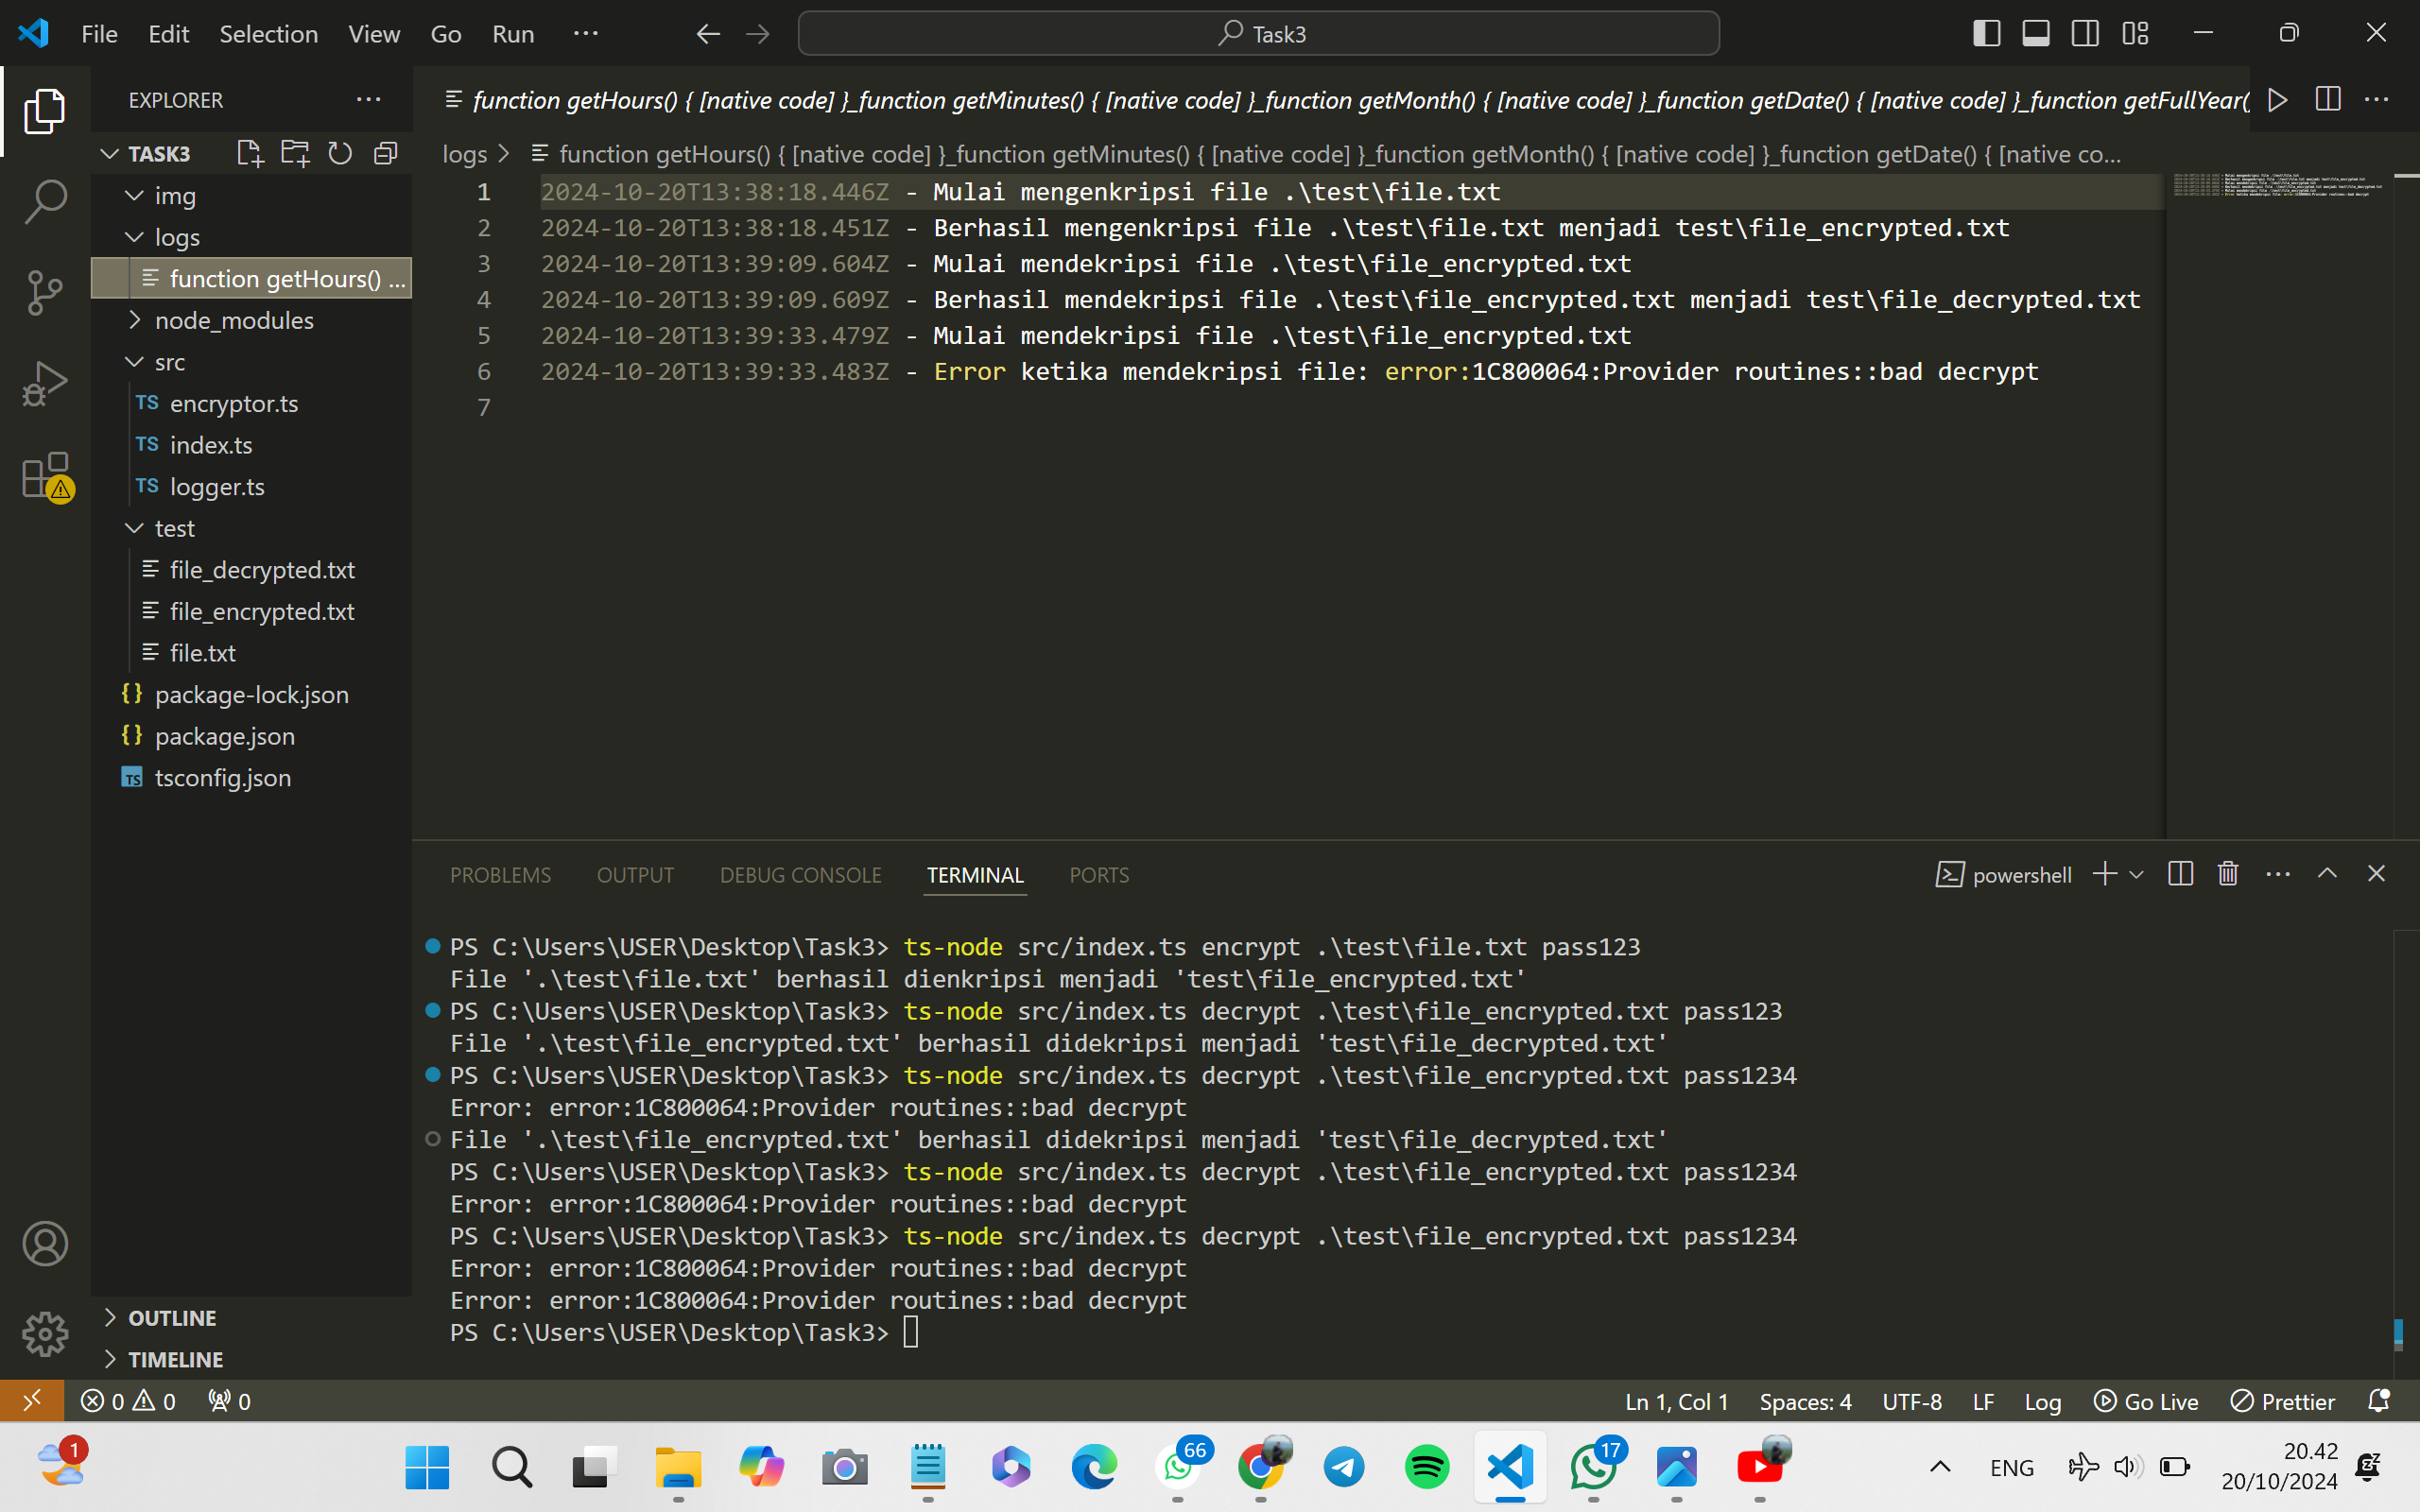 File Edit Selection View Go Run ··· Task3
EXPLORER ···
TASK3
img
logs
function getHours() ...
node_modules
src
TS encryptor.ts
TS index.ts
TS logger.ts
test
file_decrypted.txt
file_encrypted.txt
file.txt
{} package-lock.json
{} package.json
TS tsconfig.json
OUTLINE
TIMELINE
function getHours() { [native code] }_function getMinutes() { [native code] }_function getMonth() { [native code] }_function getDate() { [native code] }_function getFullYear(
logs > function getHours() { [native code] }_function getMinutes() { [native code] }_function getMonth() { [native code] }_function getDate() { [native co...
1 2024-10-20T13:38:18.446Z - Mulai mengenkripsi file .\test\file.txt
2 2024-10-20T13:38:18.451Z - Berhasil mengenkripsi file .\test\file.txt menjadi test\file_encrypted.txt
3 2024-10-20T13:39:09.604Z - Mulai mendekripsi file .\test\file_encrypted.txt
4 2024-10-20T13:39:09.609Z - Berhasil mendekripsi file .\test\file_encrypted.txt menjadi test\file_decrypted.txt
5 2024-10-20T13:39:33.479Z - Mulai mendekripsi file .\test\file_encrypted.txt
6 2024-10-20T13:39:33.483Z - Error ketika mendekripsi file: error:1C800064:Provider routines::bad decrypt
7
PROBLEMS OUTPUT DEBUG CONSOLE TERMINAL PORTS powershell
PS C:\Users\USER\Desktop\Task3> ts-node src/index.ts encrypt .\test\file.txt pass123
File '.\test\file.txt' berhasil dienkripsi menjadi 'test\file_encrypted.txt'
PS C:\Users\USER\Desktop\Task3> ts-node src/index.ts decrypt .\test\file_encrypted.txt pass123
File '.\test\file_encrypted.txt' berhasil didekripsi menjadi 'test\file_decrypted.txt'
PS C:\Users\USER\Desktop\Task3> ts-node src/index.ts decrypt .\test\file_encrypted.txt pass1234
Error: error:1C800064:Provider routines::bad decrypt
File '.\test\file_encrypted.txt' berhasil didekripsi menjadi 'test\file_decrypted.txt'
PS C:\Users\USER\Desktop\Task3> ts-node src/index.ts decrypt .\test\file_encrypted.txt pass1234
Error: error:1C800064:Provider routines::bad decrypt
PS C:\Users\USER\Desktop\Task3> ts-node src/index.ts decrypt .\test\file_encrypted.txt pass1234
Error: error:1C800064:Provider routines::bad decrypt
Error: error:1C800064:Provider routines::bad decrypt
PS C:\Users\USER\Desktop\Task3>
0 0 0 Ln 1, Col 1 Spaces: 4 UTF-8 LF Log Go Live Prettier
1 66 17 ENG 20.42
20/10/2024